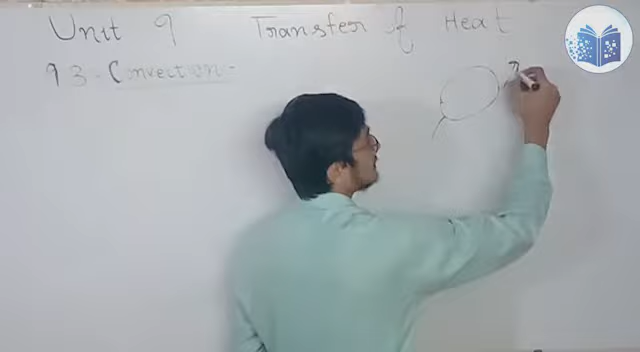 Unit 9 Transfer of Heat
9 3 . Convection -